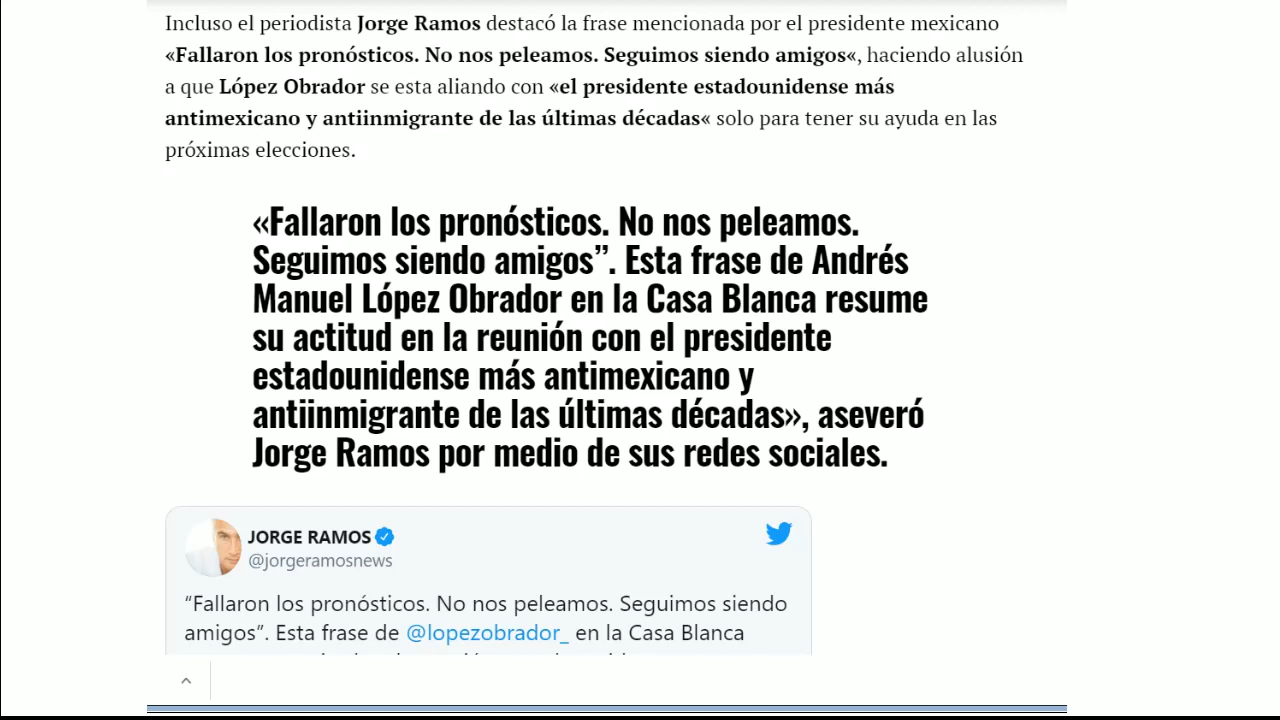 Incluso el periodista Jorge Ramos destacó la frase mencionada por el presidente mexicano
«Fallaron los pronósticos. No nos peleamos. Seguimos siendo amigos«, haciendo alusión
a que López Obrador se esta aliando con «el presidente estadounidense más
antimexicano y antiinmigrante de las últimas décadas« solo para tener su ayuda en las
próximas elecciones.
«Fallaron los pronósticos. No nos peleamos.
Seguimos siendo amigos”. Esta frase de Andrés
Manuel López Obrador en la Casa Blanca resume
su actitud en la reunión con el presidente
estadounidense más antimexicano y
antiinmigrante de las últimas décadas», aseveró
Jorge Ramos por medio de sus redes sociales.
JORGE RAMOS
@jorgeramosnews
“Fallaron los pronósticos. No nos peleamos. Seguimos siendo
amigos”. Esta frase de @lopezobrador_ en la Casa Blanca